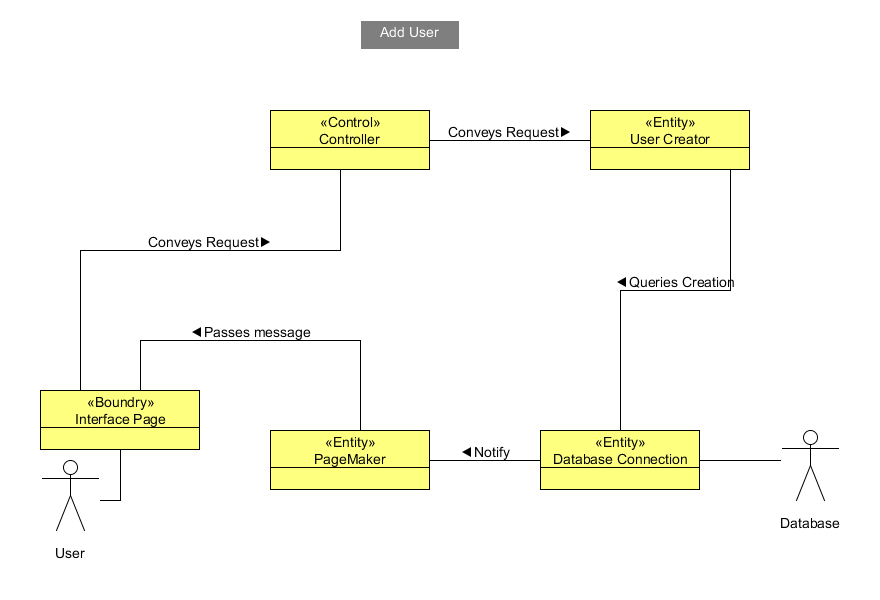 Add User
«Control»
Controller
Conveys Request
«Entity»
User Creator
Conveys Request
Queries Creation
Passes message
«Boundry»
Interface Page
«Entity»
PageMaker
Notify
«Entity»
Database Connection
Database
User